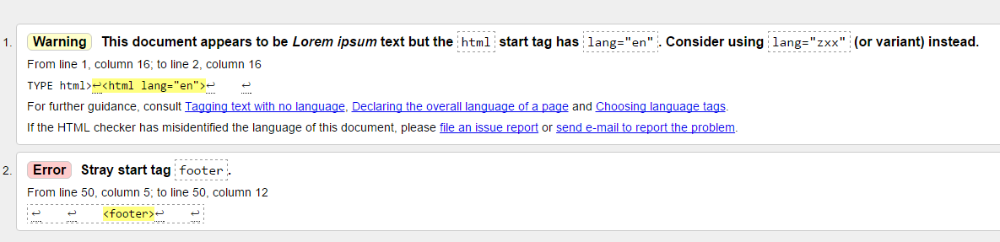 1. Warning This document appears to be Lorem ipsum text but the html start tag has lang="en". Consider using lang="zxx" (or variant) instead.
From line 1, column 16; to line 2, column 16
TYPE html>↩<html lang="en">↩ ↩
For further guidance, consult Tagging text with no language, Declaring the overall language of a page and Choosing language tags.
If the HTML checker has misidentified the language of this document, please file an issue report or send e-mail to report the problem.
2. Error Stray start tag footer.
From line 50, column 5; to line 50, column 12
↩ ↩ <footer>↩ ↩